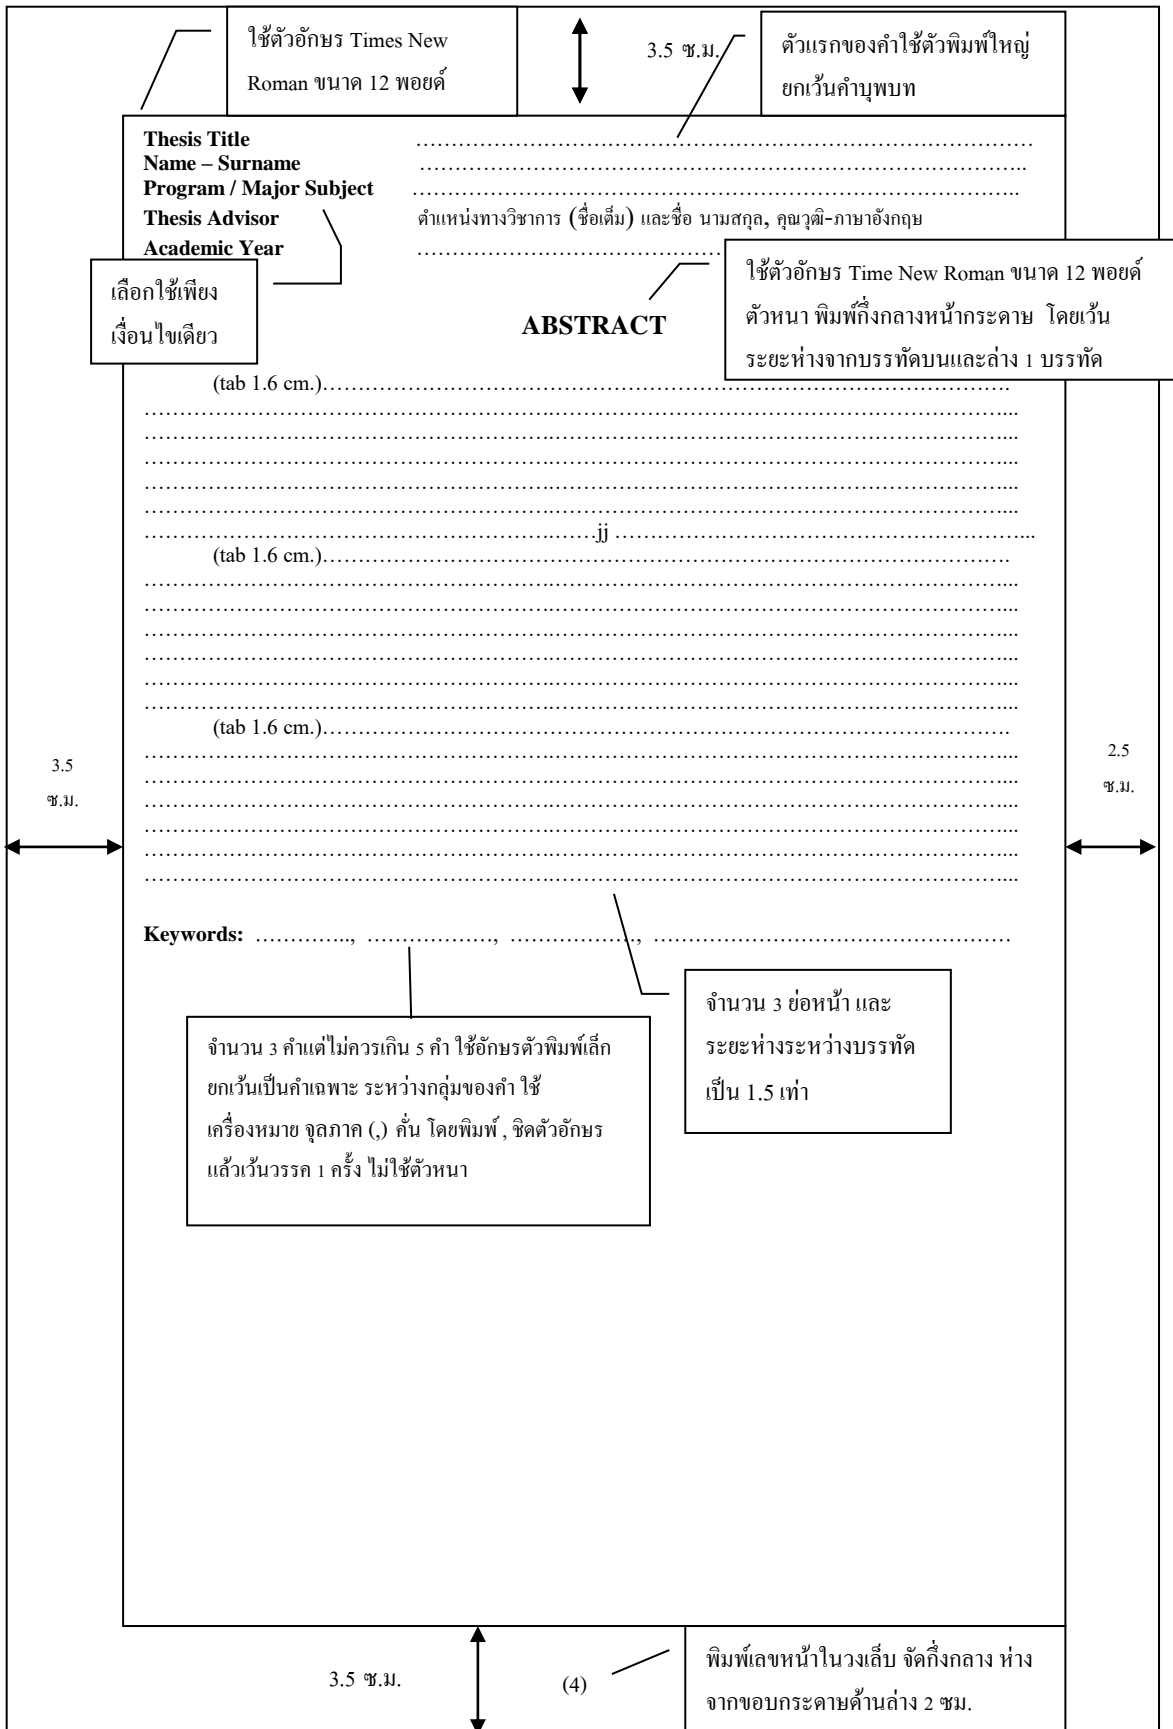 ใช้ตัวอักษร Times New
Roman ขนาด 12 พอยด์
3.5 ซ.ม.
ตัวแรกของคำใช้ตัวพิมพ์ใหญ่
ยกเว้นคำบุพบท
Thesis Title ………………………………………………………………………………
Name – Surname ……………………………………………………………………………..
Program / Major Subject …………………………………………………………………………….
Thesis Advisor ตำแหน่งทางวิชาการ (ชื่อเต็ม) และชื่อ นามสกุล, คุณวุฒิ-ภาษาอังกฤษ
Academic Year ………………………………………
เลือกใช้เพียง
เงื่อนไขเดียว
ใช้ตัวอักษร Time New Roman ขนาด 12 พอยด์
ตัวหนา พิมพ์กึ่งกลางหน้ากระดาษ โดยเว้น
ระยะห่างจากบรรทัดบนและล่าง 1 บรรทัด
ABSTRACT
(tab 1.6 cm.)…………………………………………………………………………………….
………………………………………………….………………………………………………………...
………………………………………………….………………………………………………………...
………………………………………………….………………………………………………………...
………………………………………………….………………………………………………………...
………………………………………………….………………………………………………………...
………………………………………………….……jj …………………………………………………...
(tab 1.6 cm.)…………………………………………………………………………………….
………………………………………………….………………………………………………………...
………………………………………………….………………………………………………………...
………………………………………………….………………………………………………………...
………………………………………………….………………………………………………………...
………………………………………………….………………………………………………………...
………………………………………………….………………………………………………………...
(tab 1.6 cm.)…………………………………………………………………………………….
………………………………………………….………………………………………………………...
………………………………………………….………………………………………………………...
………………………………………………….………………………………………………………...
………………………………………………….………………………………………………………...
………………………………………………….………………………………………………………...
………………………………………………….………………………………………………………...
3.5
ซ.ม.
2.5
ซ.ม.
Keywords: ………….., ………………, ………………, ……………………………………………
จำนวน 3 ย่อหน้า และ
ระยะห่างระหว่างบรรทัด
เป็น 1.5 เท่า
จำนวน 3 คำแต่ไม่ควรเกิน 5 คำ ใช้อักษรตัวพิมพ์เล็ก
ยกเว้นเป็นคำเฉพาะ ระหว่างกลุ่มของคำ ใช้
เครื่องหมาย จุลภาค (,) คั่น โดยพิมพ์ , ชิดตัวอักษร
แล้วเว้นวรรค 1 ครั้ง ไม่ใช้ตัวหนา
3.5 ซ.ม.
(4)
พิมพ์เลขหน้าในวงเล็บ จัดกึ่งกลาง ห่าง
จากขอบกระดาษด้านล่าง 2 ซม.